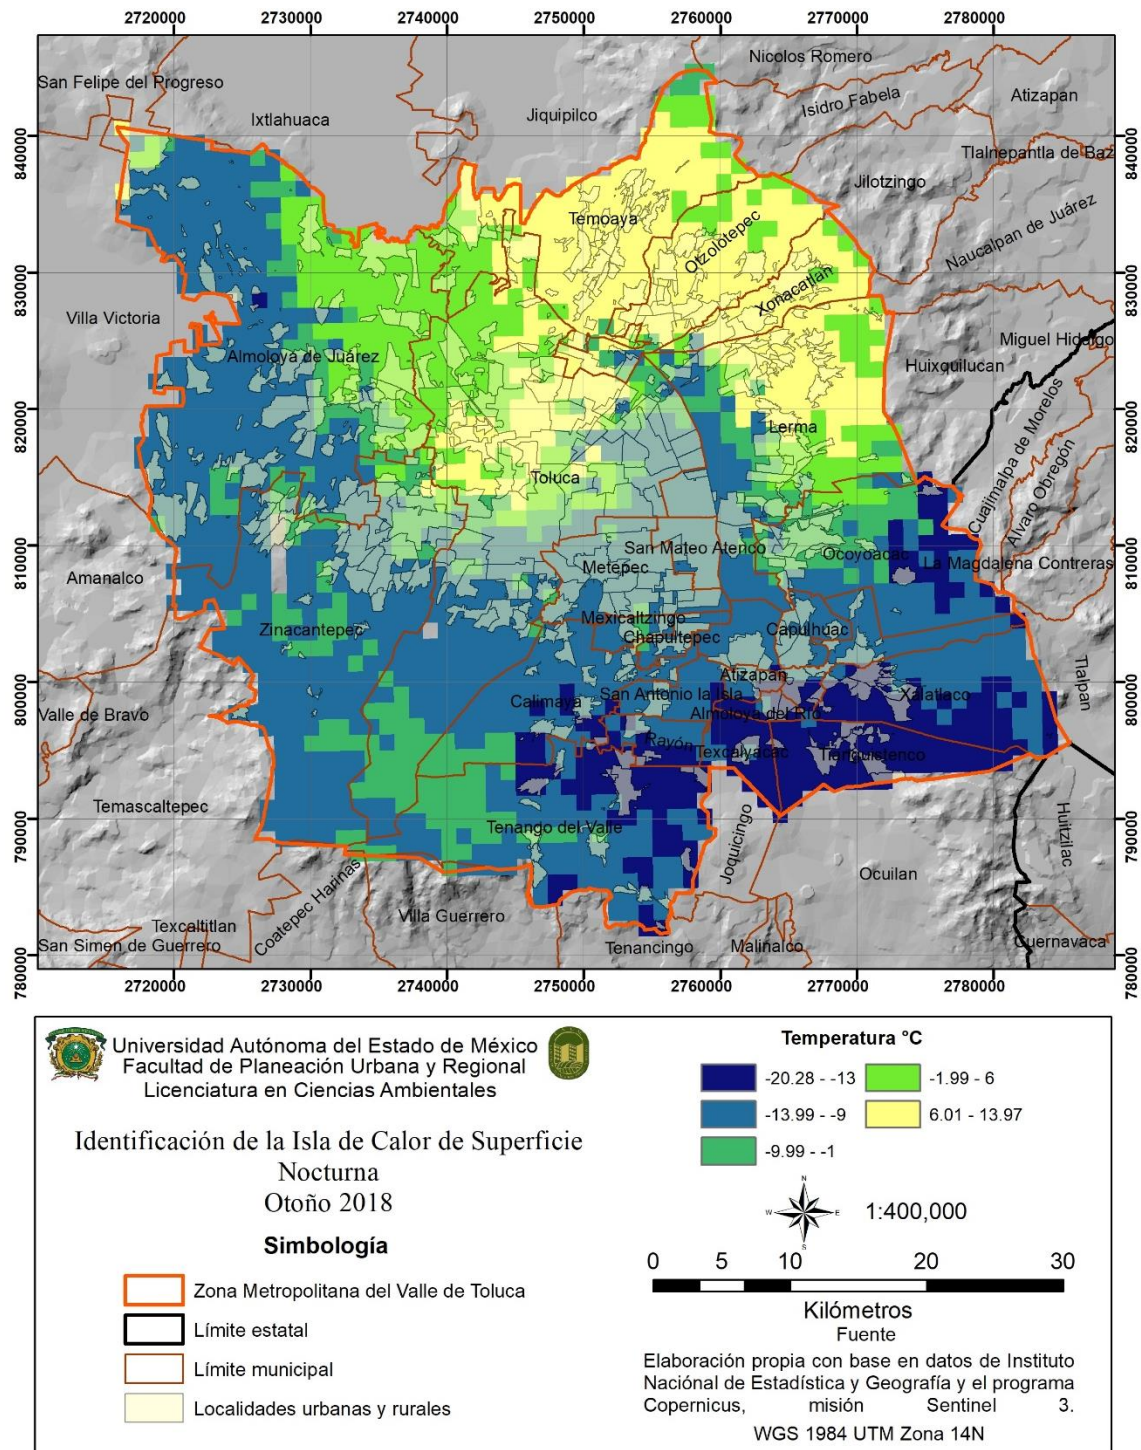 2720000 2730000 2740000 2750000 2760000 2770000 2780000
Nicolos Romero
San Felipe del Progreso
Isidro Fabela
Atizapan
Ixtlahuaca
Jiquipilco
840000 840000
Tlalnepantla de Baz
Jilotzingo
Temoaya
Otzolotepec
Naucalpan de Juárez
830000 830000
Xonacatlán
Villa Victoria
Miguel Hidalgo
Almoloya de Juárez
Huixquilucan
820000 820000
Lerma
Cuajimalpa de Morelos
Álvaro Obregón
Toluca
810000 810000
San Mateo Atenco
Ocoyoacac
La Magdalena Contreras
Amanalco
Metepec
Mexicaltzingo
Zinacantepec
Chapultepec
Capulhuac
Tlalpan
Atizapán
800000 800000
San Antonio la Isla
Xalatlaco
Valle de Bravo
Calimaya
Almoloya del Río
Rayón
Texcalyacac
Tianguistenco
Temascaltepec
790000 790000
Tenango del Valle
Joquicingo
Huitzilac
Ocuilan
Coatepec Harinas
Villa Guerrero
Texcaltitlan
San Simen de Guerrero
Tenancingo
Malinalco
Cuernavaca
780000 780000
2720000 2730000 2740000 2750000 2760000 2770000 2780000
Universidad Autónoma del Estado de México
Facultad de Planeación Urbana y Regional
Licenciatura en Ciencias Ambientales
Identificación de la Isla de Calor de Superficie
Nocturna
Otoño 2018
Simbología
Zona Metropolitana del Valle de Toluca
Límite estatal
Límite municipal
Localidades urbanas y rurales
Temperatura °C
-20.28 - -13 -1.99 - 6
-13.99 - -9 6.01 - 13.97
-9.99 - -1
N
W E
S
1:400,000
0 5 10 20 30
Kilómetros
Fuente
Elaboración propia con base en datos de Instituto
Naciónal de Estadística y Geografía y el programa
Copernicus, misión Sentinel 3.
WGS 1984 UTM Zona 14N